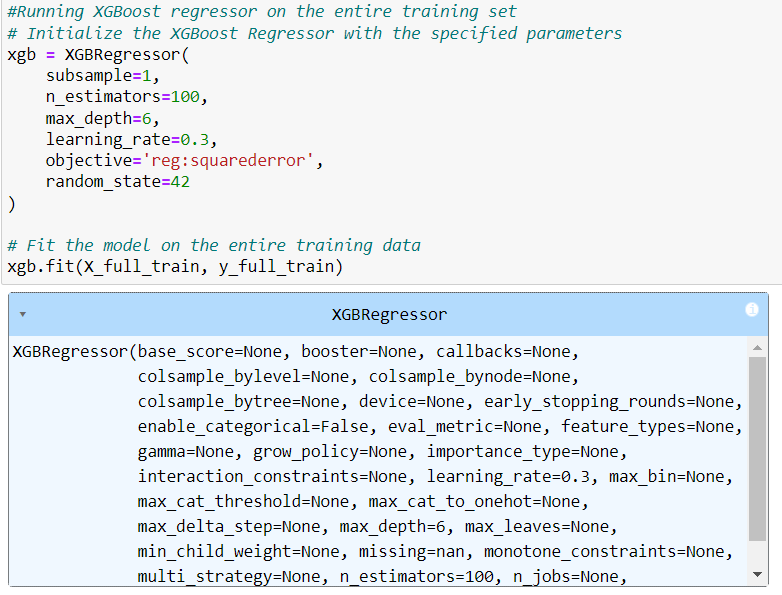 #Running XGBoost regressor on the entire training set
# Initialize the XGBoost Regressor with the specified parameters
xgb = XGBRegressor(
    subsample=1,
    n_estimators=100,
    max_depth=6,
    learning_rate=0.3,
    objective='reg:squarederror',
    random_state=42
)
# Fit the model on the entire training data
xgb.fit(X_full_train, y_full_train)
XGBRegressor
XGBRegressor(base_score=None, booster=None, callbacks=None,
             colsample_bylevel=None, colsample_bynode=None,
             colsample_bytree=None, device=None, early_stopping_rounds=None,
             enable_categorical=False, eval_metric=None, feature_types=None,
             gamma=None, grow_policy=None, importance_type=None,
             interaction_constraints=None, learning_rate=0.3, max_bin=None,
             max_cat_threshold=None, max_cat_to_onehot=None,
             max_delta_step=None, max_depth=6, max_leaves=None,
             min_child_weight=None, missing=nan, monotone_constraints=None,
             multi_strategy=None, n_estimators=100, n_jobs=None,